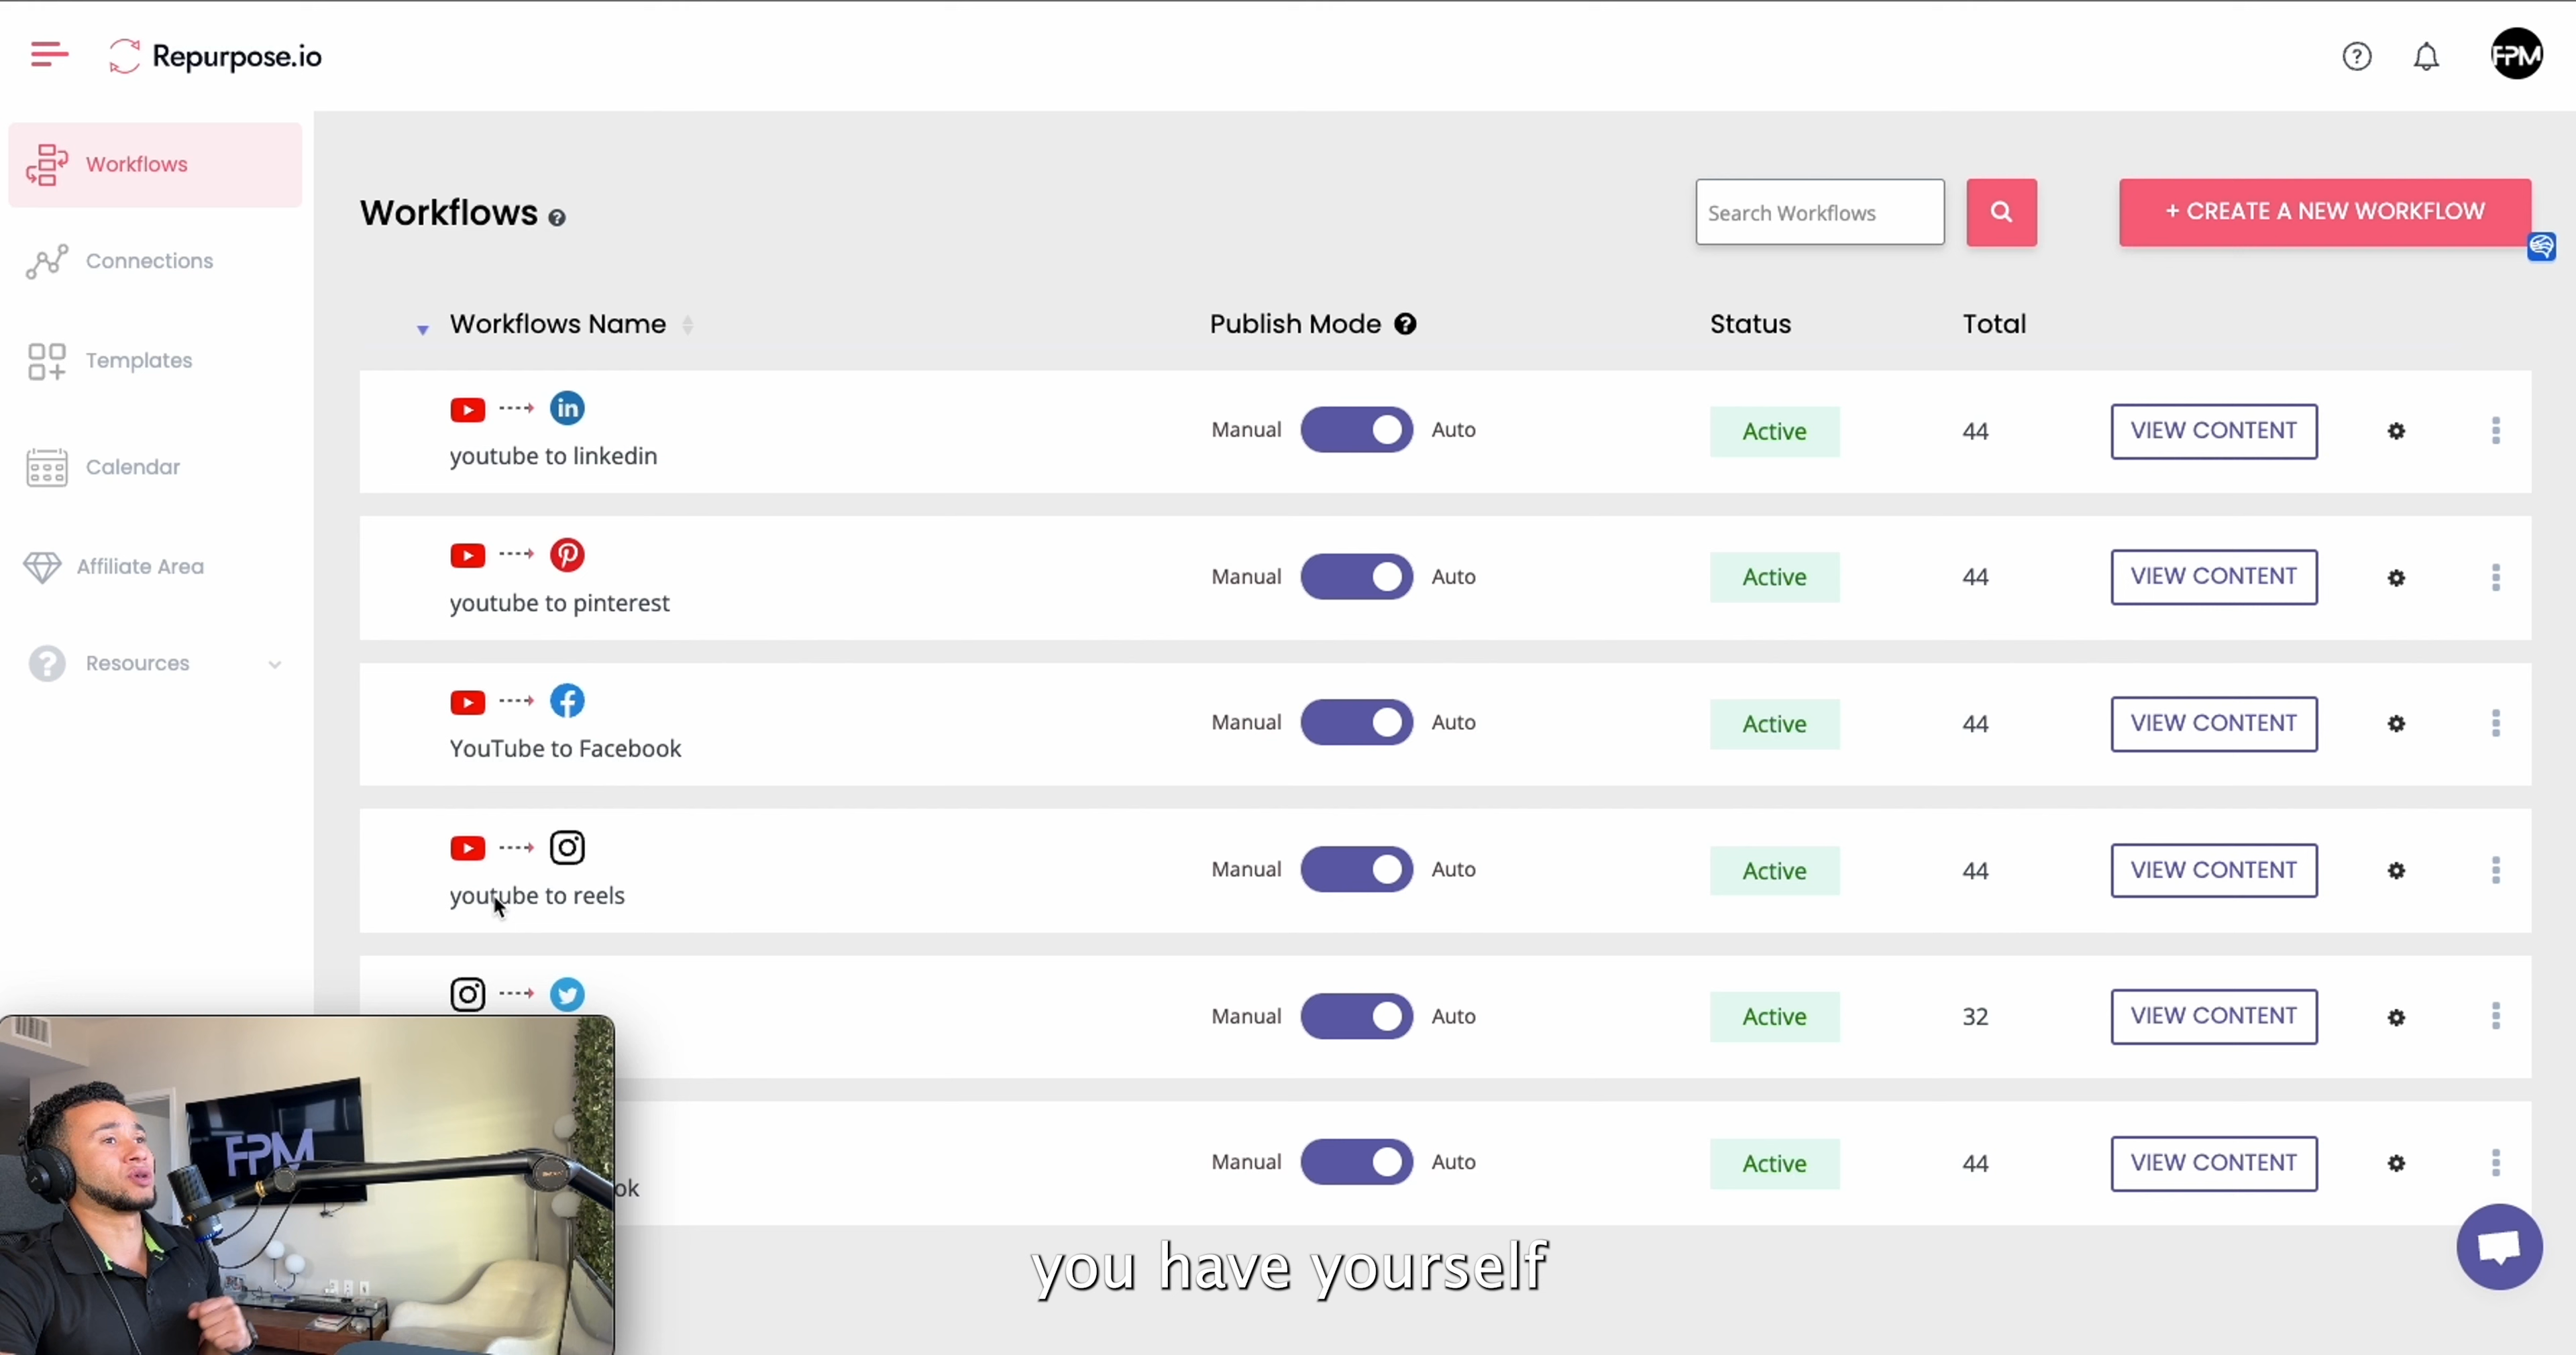 Repurpose.io
FPM
Workflows
Connections
Templates
Calendar
Affiliate Area
Resources
Workflows
Search Workflows
+ CREATE A NEW WORKFLOW
Workflows Name
Publish Mode
Status
Total
in
youtube to linkedin
Manual
Auto
Active
44
VIEW CONTENT
youtube to pinterest
Manual
Auto
Active
44
VIEW CONTENT
YouTube to Facebook
Manual
Auto
Active
44
VIEW CONTENT
youtube to reels
Manual
Auto
Active
44
VIEW CONTENT
Manual
Auto
Active
32
VIEW CONTENT
ok
Manual
Auto
Active
44
VIEW CONTENT
FPM
you have yourself